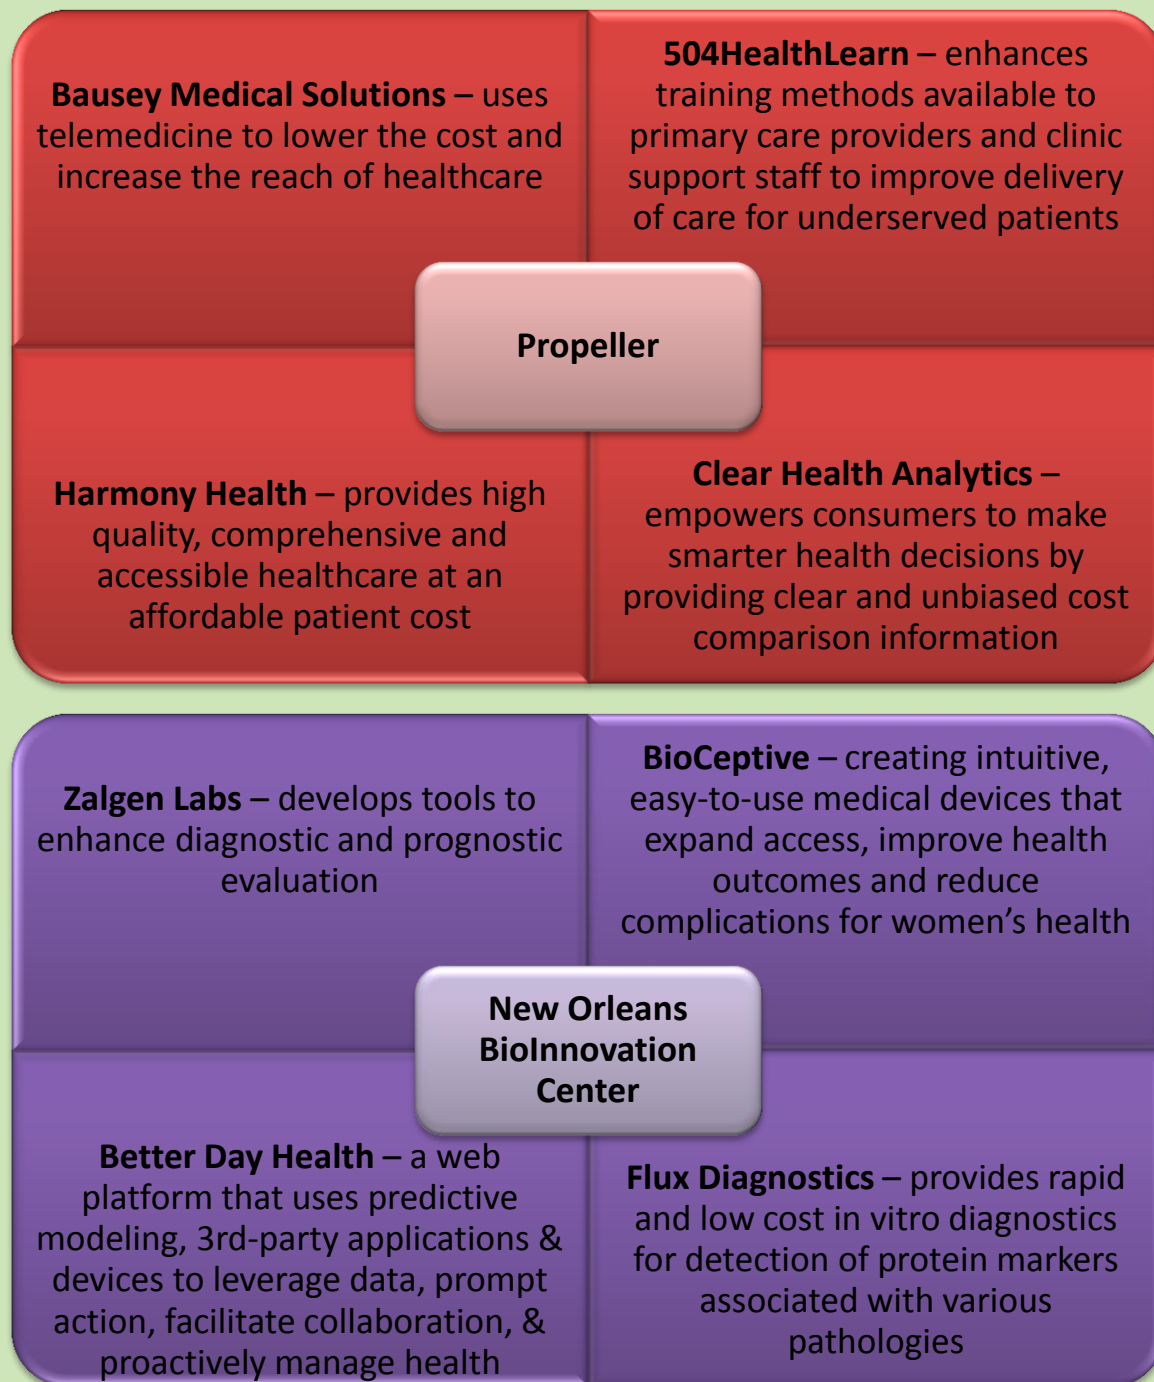 Bausey Medical Solutions – uses
telemedicine to lower the cost and
increase the reach of healthcare
504HealthLearn – enhances
training methods available to
primary care providers and clinic
support staff to improve delivery
of care for underserved patients
Propeller
Harmony Health – provides high
quality, comprehensive and
accessible healthcare at an
affordable patient cost
Clear Health Analytics –
empowers consumers to make
smarter health decisions by
providing clear and unbiased cost
comparison information
Zalgen Labs – develops tools to
enhance diagnostic and prognostic
evaluation
BioCeptive – creating intuitive,
easy-to-use medical devices that
expand access, improve health
outcomes and reduce
complications for women’s health
New Orleans
BioInnovation
Center
Better Day Health – a web
platform that uses predictive
modeling, 3rd-party applications &
devices to leverage data, prompt
action, facilitate collaboration, &
proactively manage health
Flux Diagnostics – provides rapid
and low cost in vitro diagnostics
for detection of protein markers
associated with various
pathologies